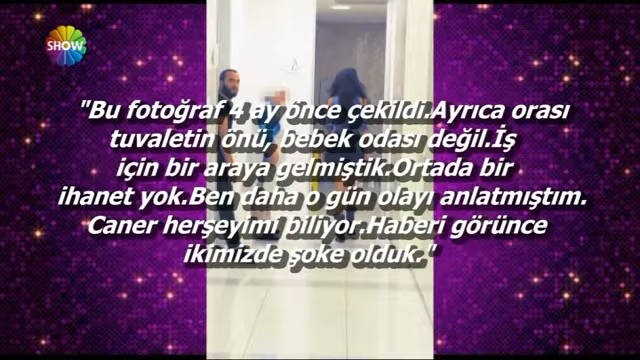 SHOW
"Bu fotoğraf 4 ay önce çekildi.Ayrıca orası
tuvaletin önü, bebek odası değil.İş
için bir araya gelmiştik.Ortada bir
ihanet yok.Ben daha o gün olayı anlatmıştım.
Caner herşeyimi biliyor.Haberi görünce
ikimizde şoke olduk."